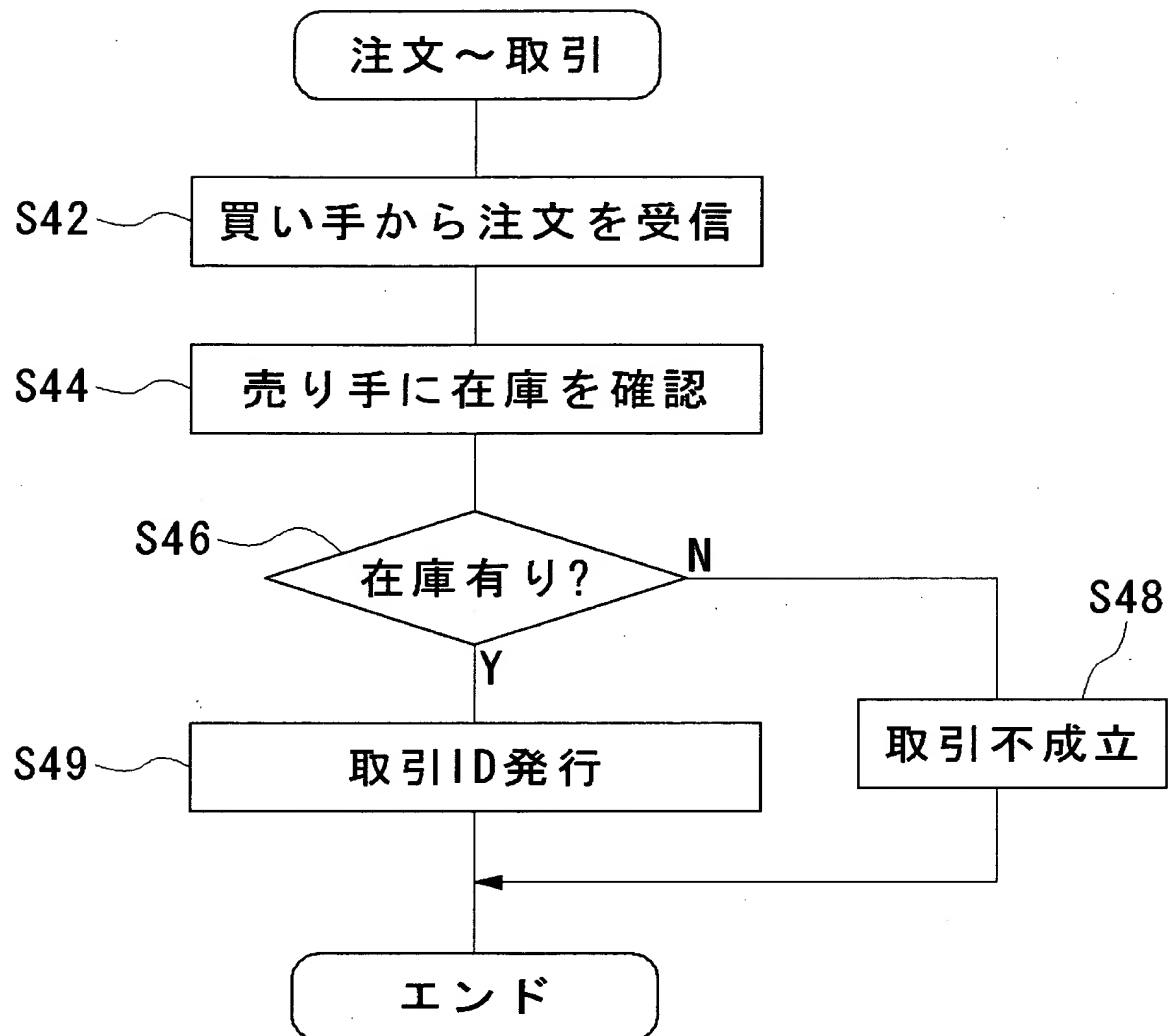 注文～取引
S42
買い手から注文を受信
S44
売り手に在庫を確認
S46
在庫有り?
N
S48
Y
取引不成立
S49
取引ID発行
エンド